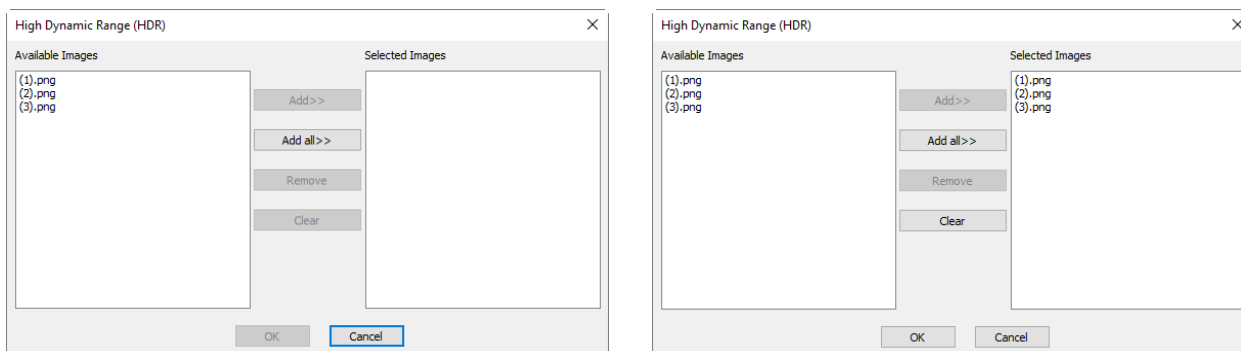 High Dynamic Range (HDR)
Available Images
Selected Images
(1).png
(2).png
(3).png
Add>>
Add all>>
Remove
Clear
OK
Cancel
High Dynamic Range (HDR)
Available Images
Selected Images
(1).png
(2).png
(3).png
Add>>
Add all>>
Remove
Clear
(1).png
(2).png
(3).png
OK
Cancel